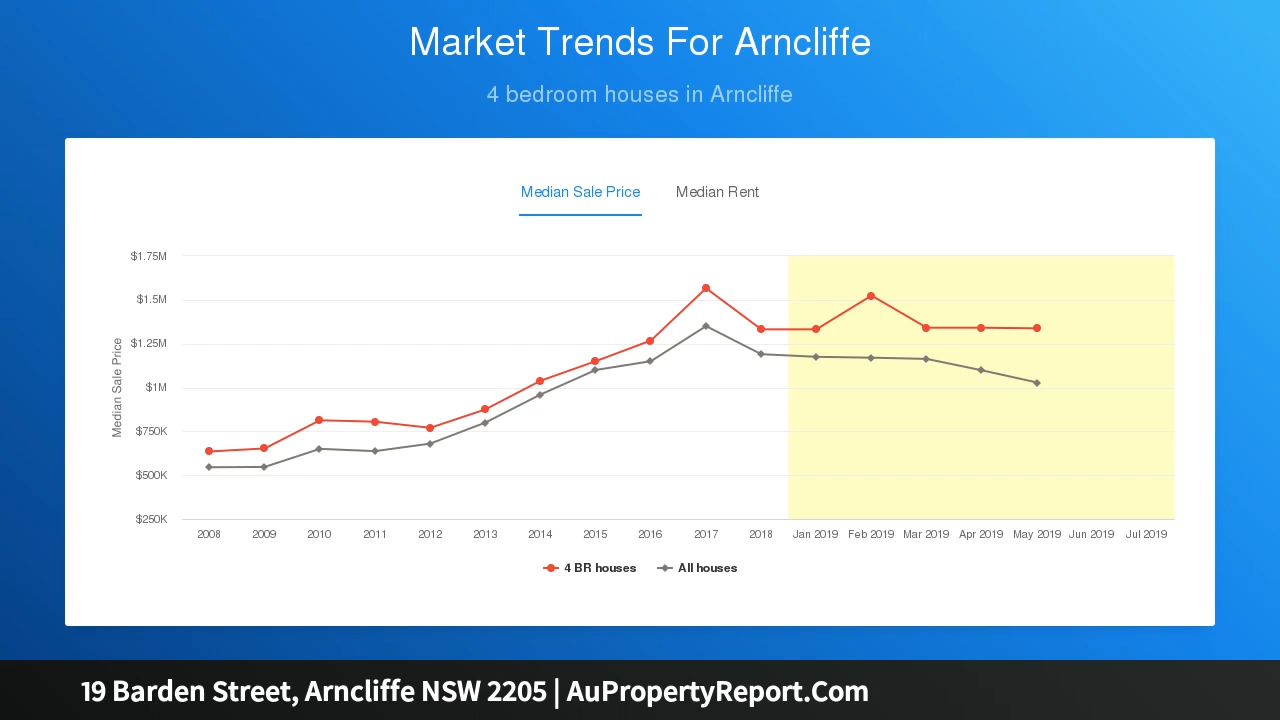 Market Trends For Arncliffe
4 bedroom houses in Arncliffe
Median Sale Price Median Rent
Median Sale Price
$1.75M
$1.5M
$1.25M
$1M
$750K
$500K
$250K
2008 2009 2010 2011 2012 2013 2014 2015 2016 2017 2018 Jan 2019 Feb 2019 Mar 2019 Apr 2019 May 2019 Jun 2019 Jul 2019
4 BR houses All houses
19 Barden Street, Arncliffe NSW 2205 | AuPropertyReport.Com